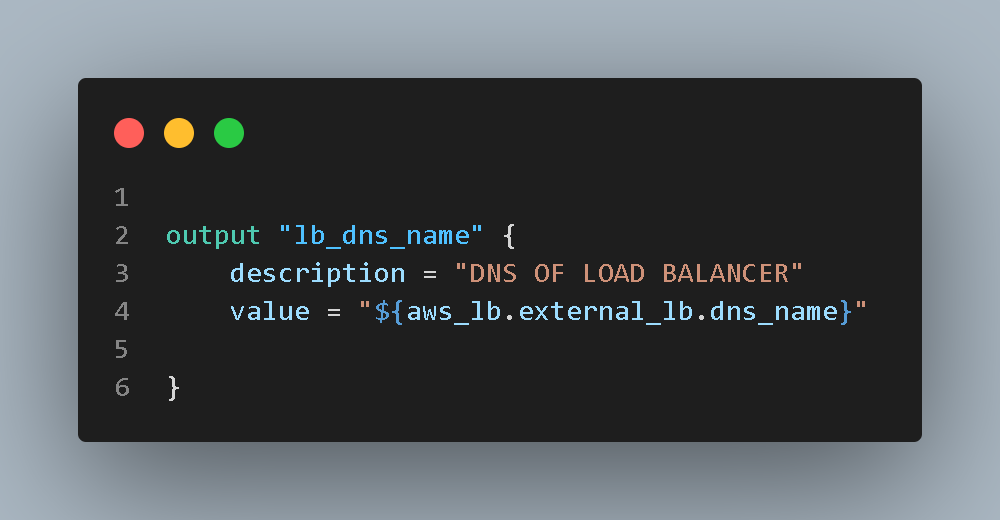 1
2 output "lb_dns_name" {
3 description = "DNS OF LOAD BALANCER"
4 value = "${aws_lb.external_lb.dns_name}"
5
6 }